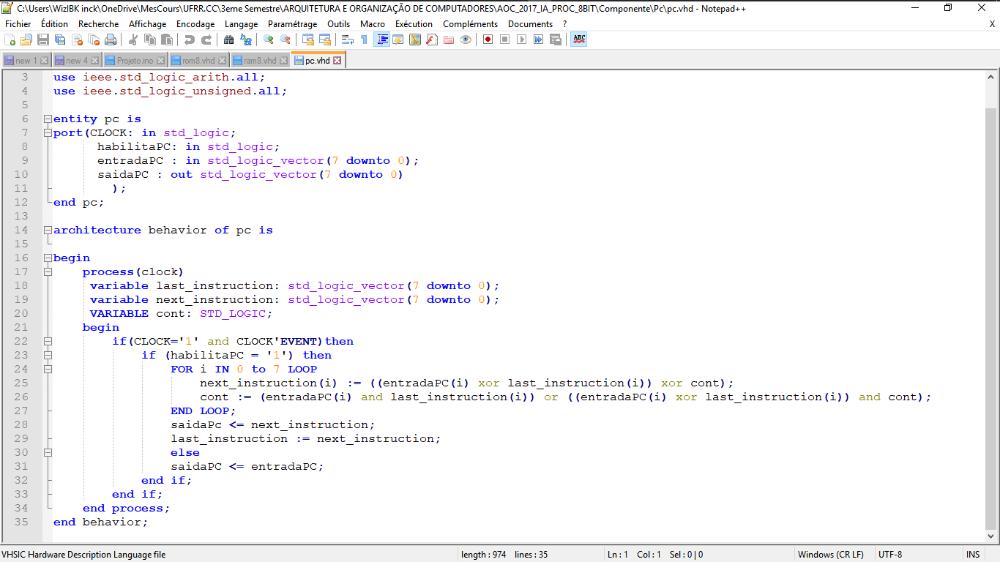 C:\Users\WizIBK inck\OneDrive\MesCours\UFRR.CC\3eme Semestre\ARQUITETURA E ORGANIZAÇÃO DE COMPUTADORES\AOC_2017_IA_PROC_8BIT\Componente\Pc\pc.vhd - Notepad++
Fichier Édition Recherche Affichage Encodage Langage Paramétrage Outils Macro Exécution Compléments Documents ? X
ABC
new 1 new 4 Projeto ino rom8.vhd ram8.vhd pc.vhd
3 use ieee.std_logic_arith.all;
4 use ieee.std_logic_unsigned.all;
5
6 entity pc is
7 port(CLOCK: in std_logic;
8 habilitaPC: in std_logic;
9 entradaPC : in std_logic_vector(7 downto 0);
10 saidaPC : out std_logic_vector(7 downto 0)
11 );
12 end pc;
13
14 architecture behavior of pc is
15
16 begin
17 process(clock)
18 variable last_instruction: std_logic_vector(7 downto 0);
19 variable next_instruction: std_logic_vector(7 downto 0);
20 VARIABLE cont: STD_LOGIC;
21 begin
22 if(CLOCK='1' and CLOCK'EVENT)then
23 if (habilitaPC = '1') then
24 FOR i IN 0 to 7 LOOP
25 next_instruction(i) := ((entradaPC(i) xor last_instruction(i)) xor cont);
26 cont := (entradaPC(i) and last_instruction(i)) or ((entradaPC(i) xor last_instruction(i)) and cont);
27 END LOOP;
28 saidaPc <= next_instruction;
29 last_instruction := next_instruction;
30 else
31 saidaPC <= entradaPC;
32 end if;
33 end if;
34 end process;
35 end behavior;
VHSIC Hardware Description Language file length : 974 lines : 35 Ln : 1 Col : 1 Sel : 0 | 0 Windows (CR LF) UTF-8 INS